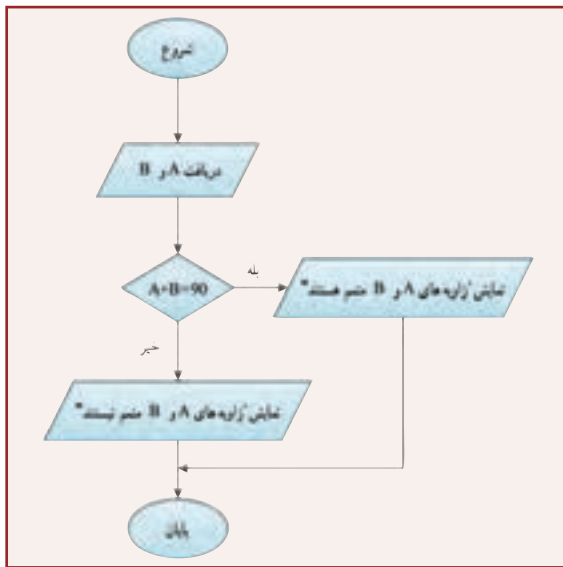 شروع
دریافت A و B
A+B=90
بله
نمایش "زاویه های A و B متمم هستند"
خیر
نمایش "زاویه های A و B متمم نیستند"
پایان